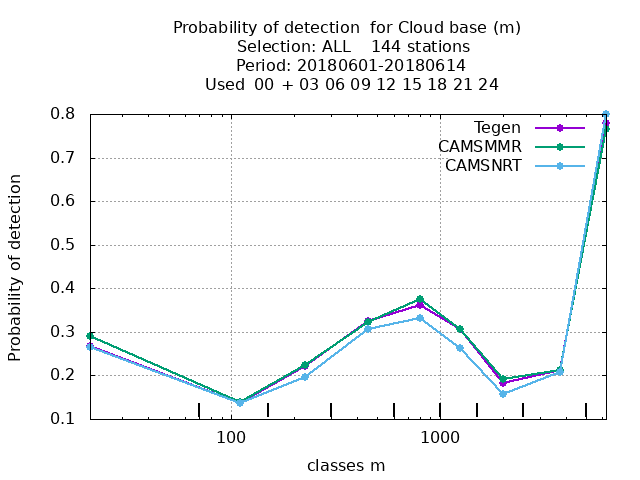 Probability of detection  for Cloud base (m)
Selection: ALL    144 stations
Period: 20180601-20180614
Used  00 + 03 06 09 12 15 18 21 24
Tegen
CAMSMMR
CAMSNRT
Probability of detection
0.8
0.7
0.6
0.5
0.4
0.3
0.2
0.1
100 1000
classes m